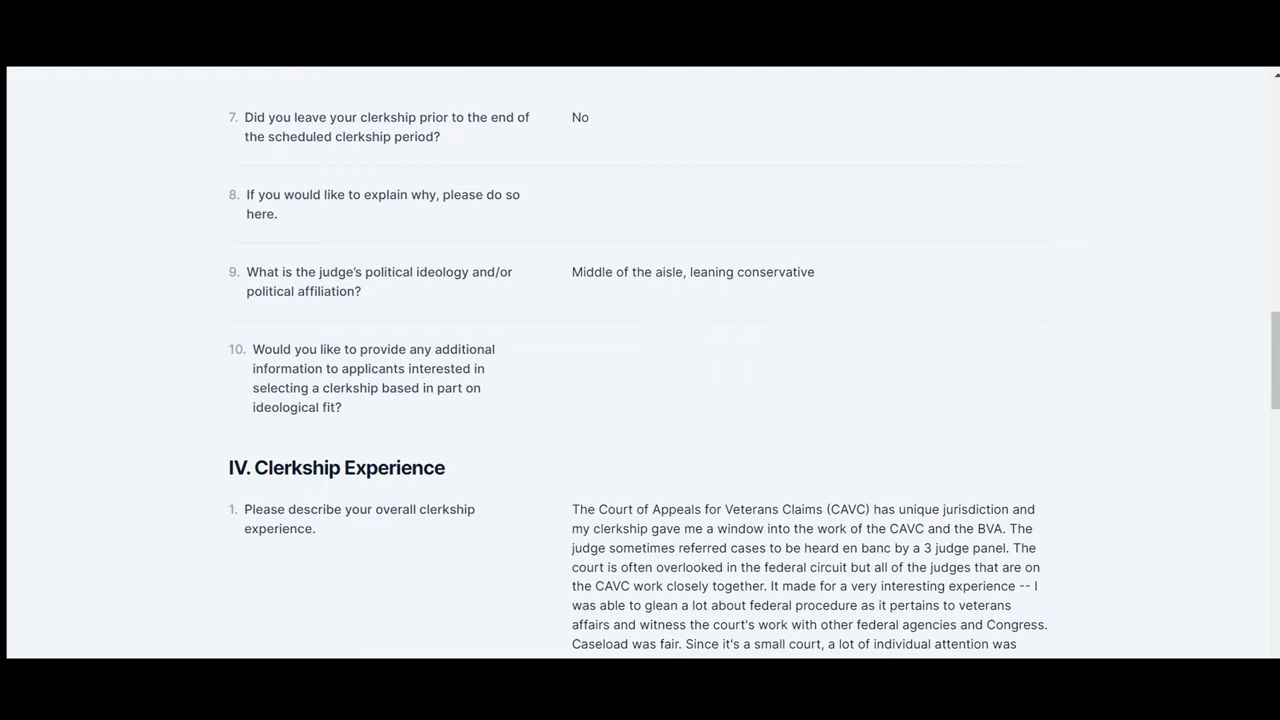 7. Did you leave your clerkship prior to the end of
the scheduled clerkship period?
No
8. If you would like to explain why, please do so
here.
9. What is the judge's political ideology and/or
political affiliation?
Middle of the aisle, leaning conservative
10. Would you like to provide any additional
information to applicants interested in
selecting a clerkship based in part on
ideological fit?
IV. Clerkship Experience
1. Please describe your overall clerkship
experience.
The Court of Appeals for Veterans Claims (CAVC) has unique jurisdiction and
my clerkship gave me a window into the work of the CAVC and the BVA. The
judge sometimes referred cases to be heard en banc by a 3 judge panel. The
court is often overlooked in the federal circuit but all of the judges that are on
the CAVC work closely together. It made for a very interesting experience -- I
was able to glean a lot about federal procedure as it pertains to veterans
affairs and witness the court's work with other federal agencies and Congress.
Caseload was fair. Since it's a small court, a lot of individual attention was